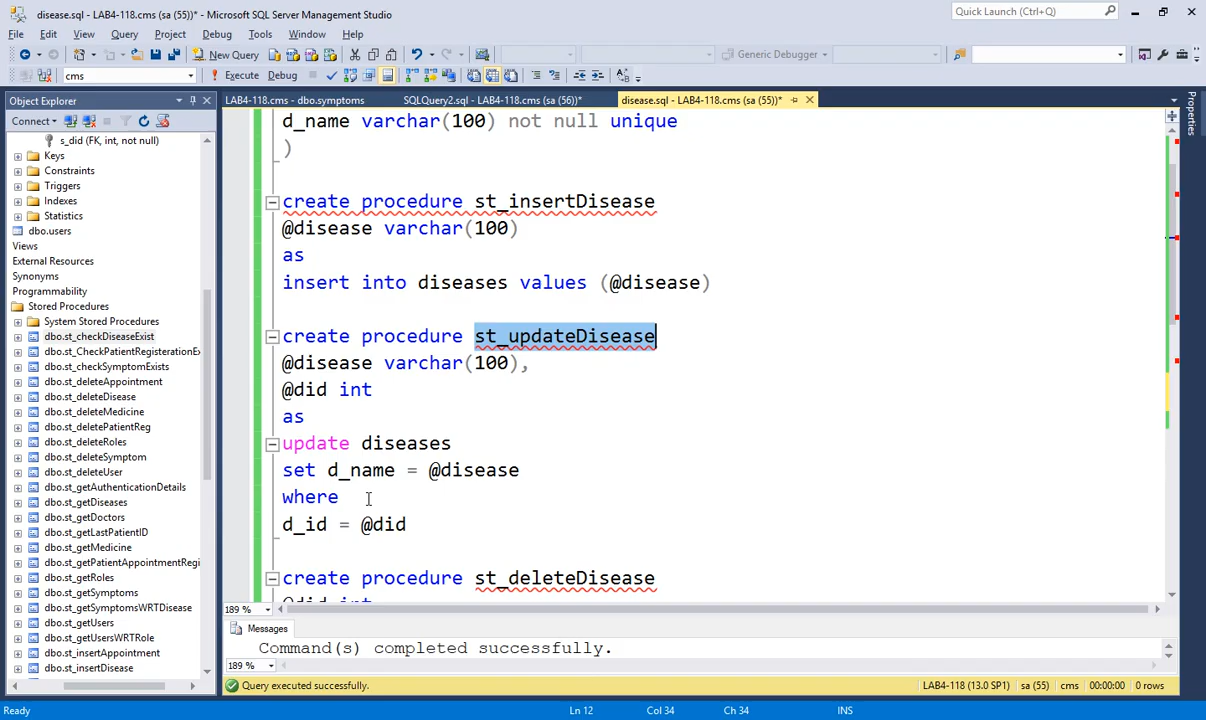 disease.sql - LAB4-118.cms (sa (55))* - Microsoft SQL Server Management Studio
Quick Launch (Ctrl+Q)
File Edit View Query Project Debug Tools Window Help
New Query
Generic Debugger
cms
Execute Debug
Object Explorer
LAB4-118.cms - dbo.symptoms
SQLQuery2.sql - LAB4-118.cms (sa (56))*
disease.sql - LAB4-118.cms (sa (55))*
Properties
Connect
s_did (FK, int, not null)
Keys
Constraints
Triggers
Indexes
Statistics
dbo.users
Views
External Resources
Synonyms
Programmability
Stored Procedures
System Stored Procedures
dbo.st_checkDiseaseExist
dbo.st_CheckPatientRegisterationEx
dbo.st_checkSymptomExists
dbo.st_deleteAppointment
dbo.st_deleteDisease
dbo.st_deleteMedicine
dbo.st_deletePatientReg
dbo.st_deleteRoles
dbo.st_deleteSymptom
dbo.st_deleteUser
dbo.st_getAuthenticationDetails
dbo.st_getDiseases
dbo.st_getDoctors
dbo.st_getLastPatientID
dbo.st_getMedicine
dbo.st_getPatientAppointmentRegi
dbo.st_getRoles
dbo.st_getSymptoms
dbo.st_getSymptomsWRTDisease
dbo.st_getUsers
dbo.st_getUsersWRTRole
dbo.st_insertAppointment
dbo.st_insertDisease
d_name varchar(100) not null unique
)
create procedure st_insertDisease
@disease varchar(100)
as
insert into diseases values (@disease)
create procedure st_updateDisease
@disease varchar(100),
@did int
as
update diseases
set d_name = @disease
where
d_id = @did
create procedure st_deleteDisease
@did int
189 %
Messages
Command(s) completed successfully.
189 %
Query executed successfully.
LAB4-118 (13.0 SP1) sa (55) cms 00:00:00 0 rows
Ready
Ln 12 Col 34 Ch 34 INS